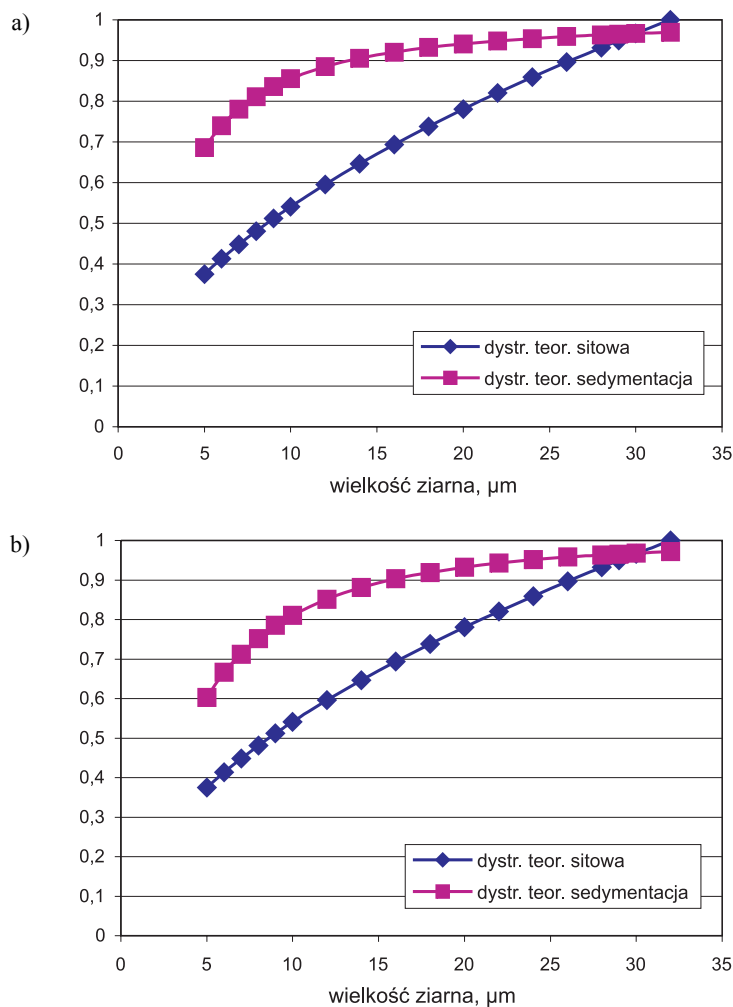 a)
1
0,9
0,8
0,7
0,6
0,5
0,4
0,3
0,2
0,1
0
dystr. teor. sitowa
dystr. teor. sedymentacja
0 5 10 15 20 25 30 35
wielkość ziarna, µm
b)
1
0,9
0,8
0,7
0,6
0,5
0,4
0,3
0,2
0,1
0
dystr. teor. sitowa
dystr. teor. sedymentacja
0 5 10 15 20 25 30 35
wielkość ziarna, µm